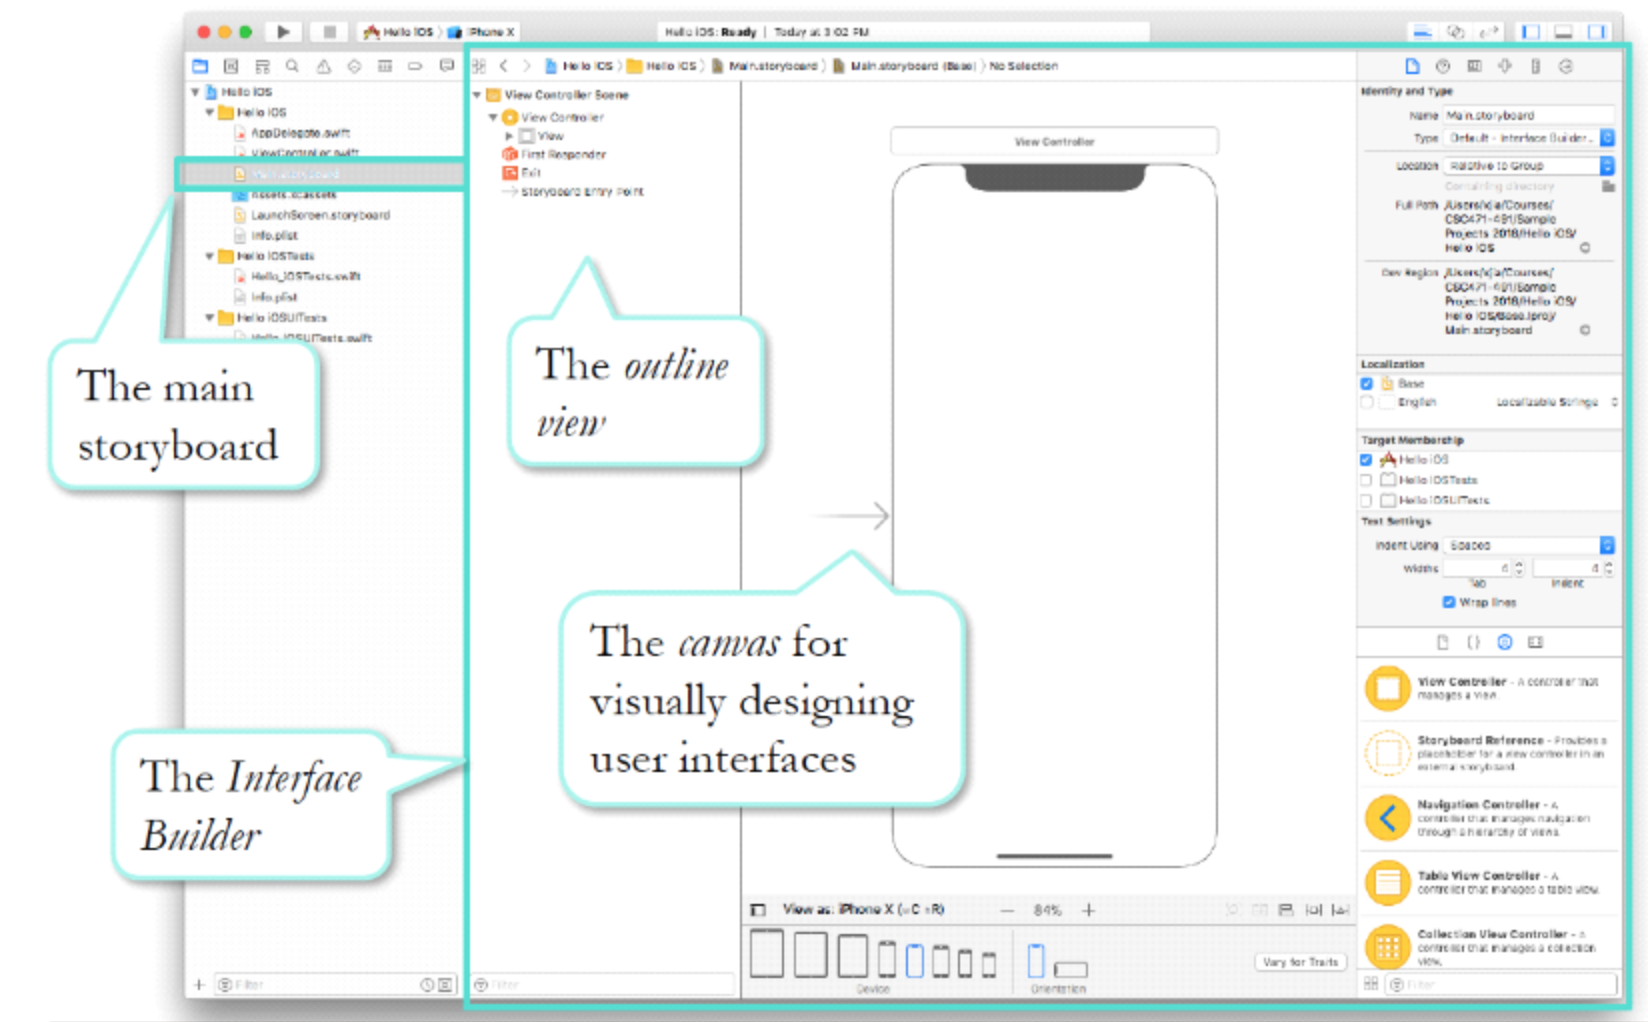 Hello iOS
iPhone X
Hello iOS: Ready | Today at 3:02 PM
Hello iOS
Hello iOS
Main.storyboard
Main.storyboard (Base)
No Selection
Hello iOS
Hello iOS
AppDelegate.swift
ViewController.swift
Main.storyboard
Assets.xcassets
LaunchScreen.storyboard
Info.plist
Hello iOSTests
Hello_iOSTests.swift
Info.plist
Hello iOSUITests
Hello_iOSUITests.swift
The main
storyboard
The Interface
Builder
Filter
View Controller Scene
View Controller
View
First Responder
Exit
Storyboard Entry Point
The outline
view
Filter
View Controller
The canvas for
visually designing
user interfaces
View as: iPhone X (wC hR)
— 84% +
Device
Orientation
Vary for Traits
Identity and Type
Name Main.storyboard
Type Default - Interface Builder...
Location Relative to Group
Containing directory
Full Path /Users/xjia/Courses/
CSC471-491/Sample
Projects 2018/Hello iOS/
Hello iOS
Dev Region /Users/xjia/Courses/
CSC471-491/Sample
Projects 2018/Hello iOS/
Hello iOS/Base.lproj/
Main.storyboard
Localization
Base
English Localizable Strings
Target Membership
Hello iOS
Hello iOSTests
Hello iOSUITests
Text Settings
Indent Using Spaces
Widths 4 4
Tab Indent
Wrap lines
View Controller - A controller that
manages a view.
Storyboard Reference - Provides a
placeholder for a view controller in an
external storyboard.
Navigation Controller - A
controller that manages navigation
through a hierarchy of views.
Table View Controller - A
controller that manages a table view.
Collection View Controller - A
controller that manages a collection
view.
Filter